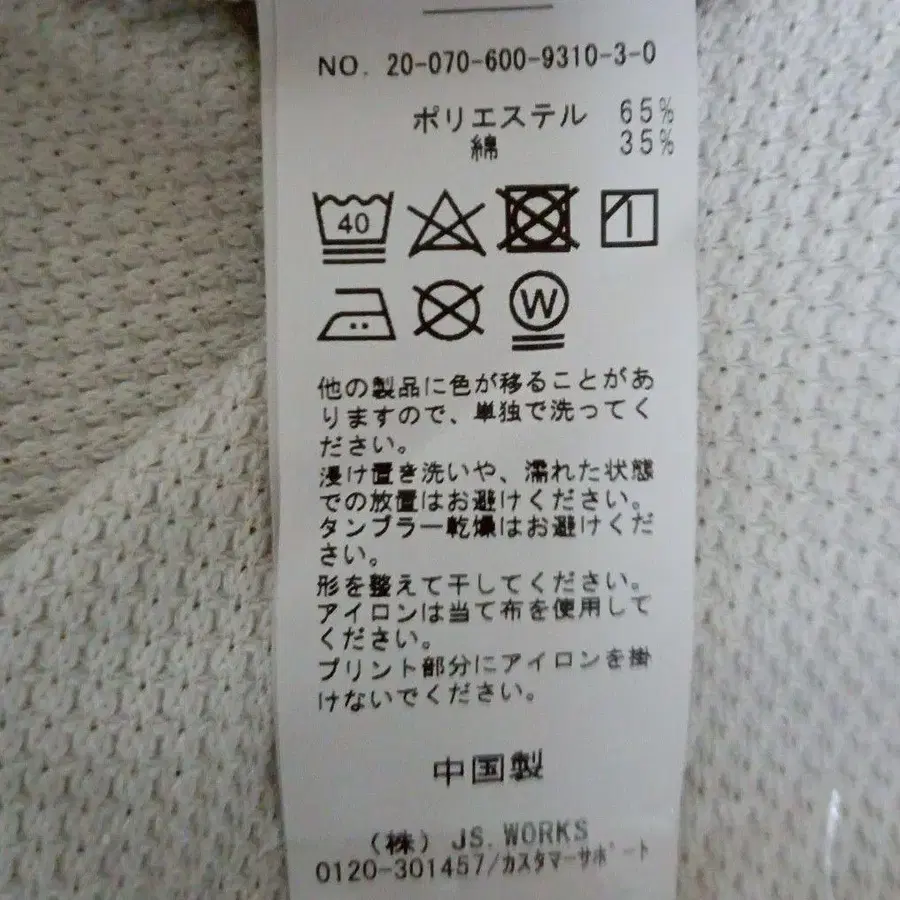 NO. 20-070-600-9310-3-0
ポリエステル 65%
綿 35%
40
W
他の製品に色が移ることがあ
りますので、単独で洗ってく
ださい。
浸け置き洗いや、濡れた状態
での放置はお避けください。
タンブラー乾燥はお避けくだ
さい。
形を整えて干してください。
アイロンは当て布を使用して
ください。
プリント部分にアイロンを掛
けないでください。
中国製
(株) JS.WORKS
0120-301457/カスタマーサポート